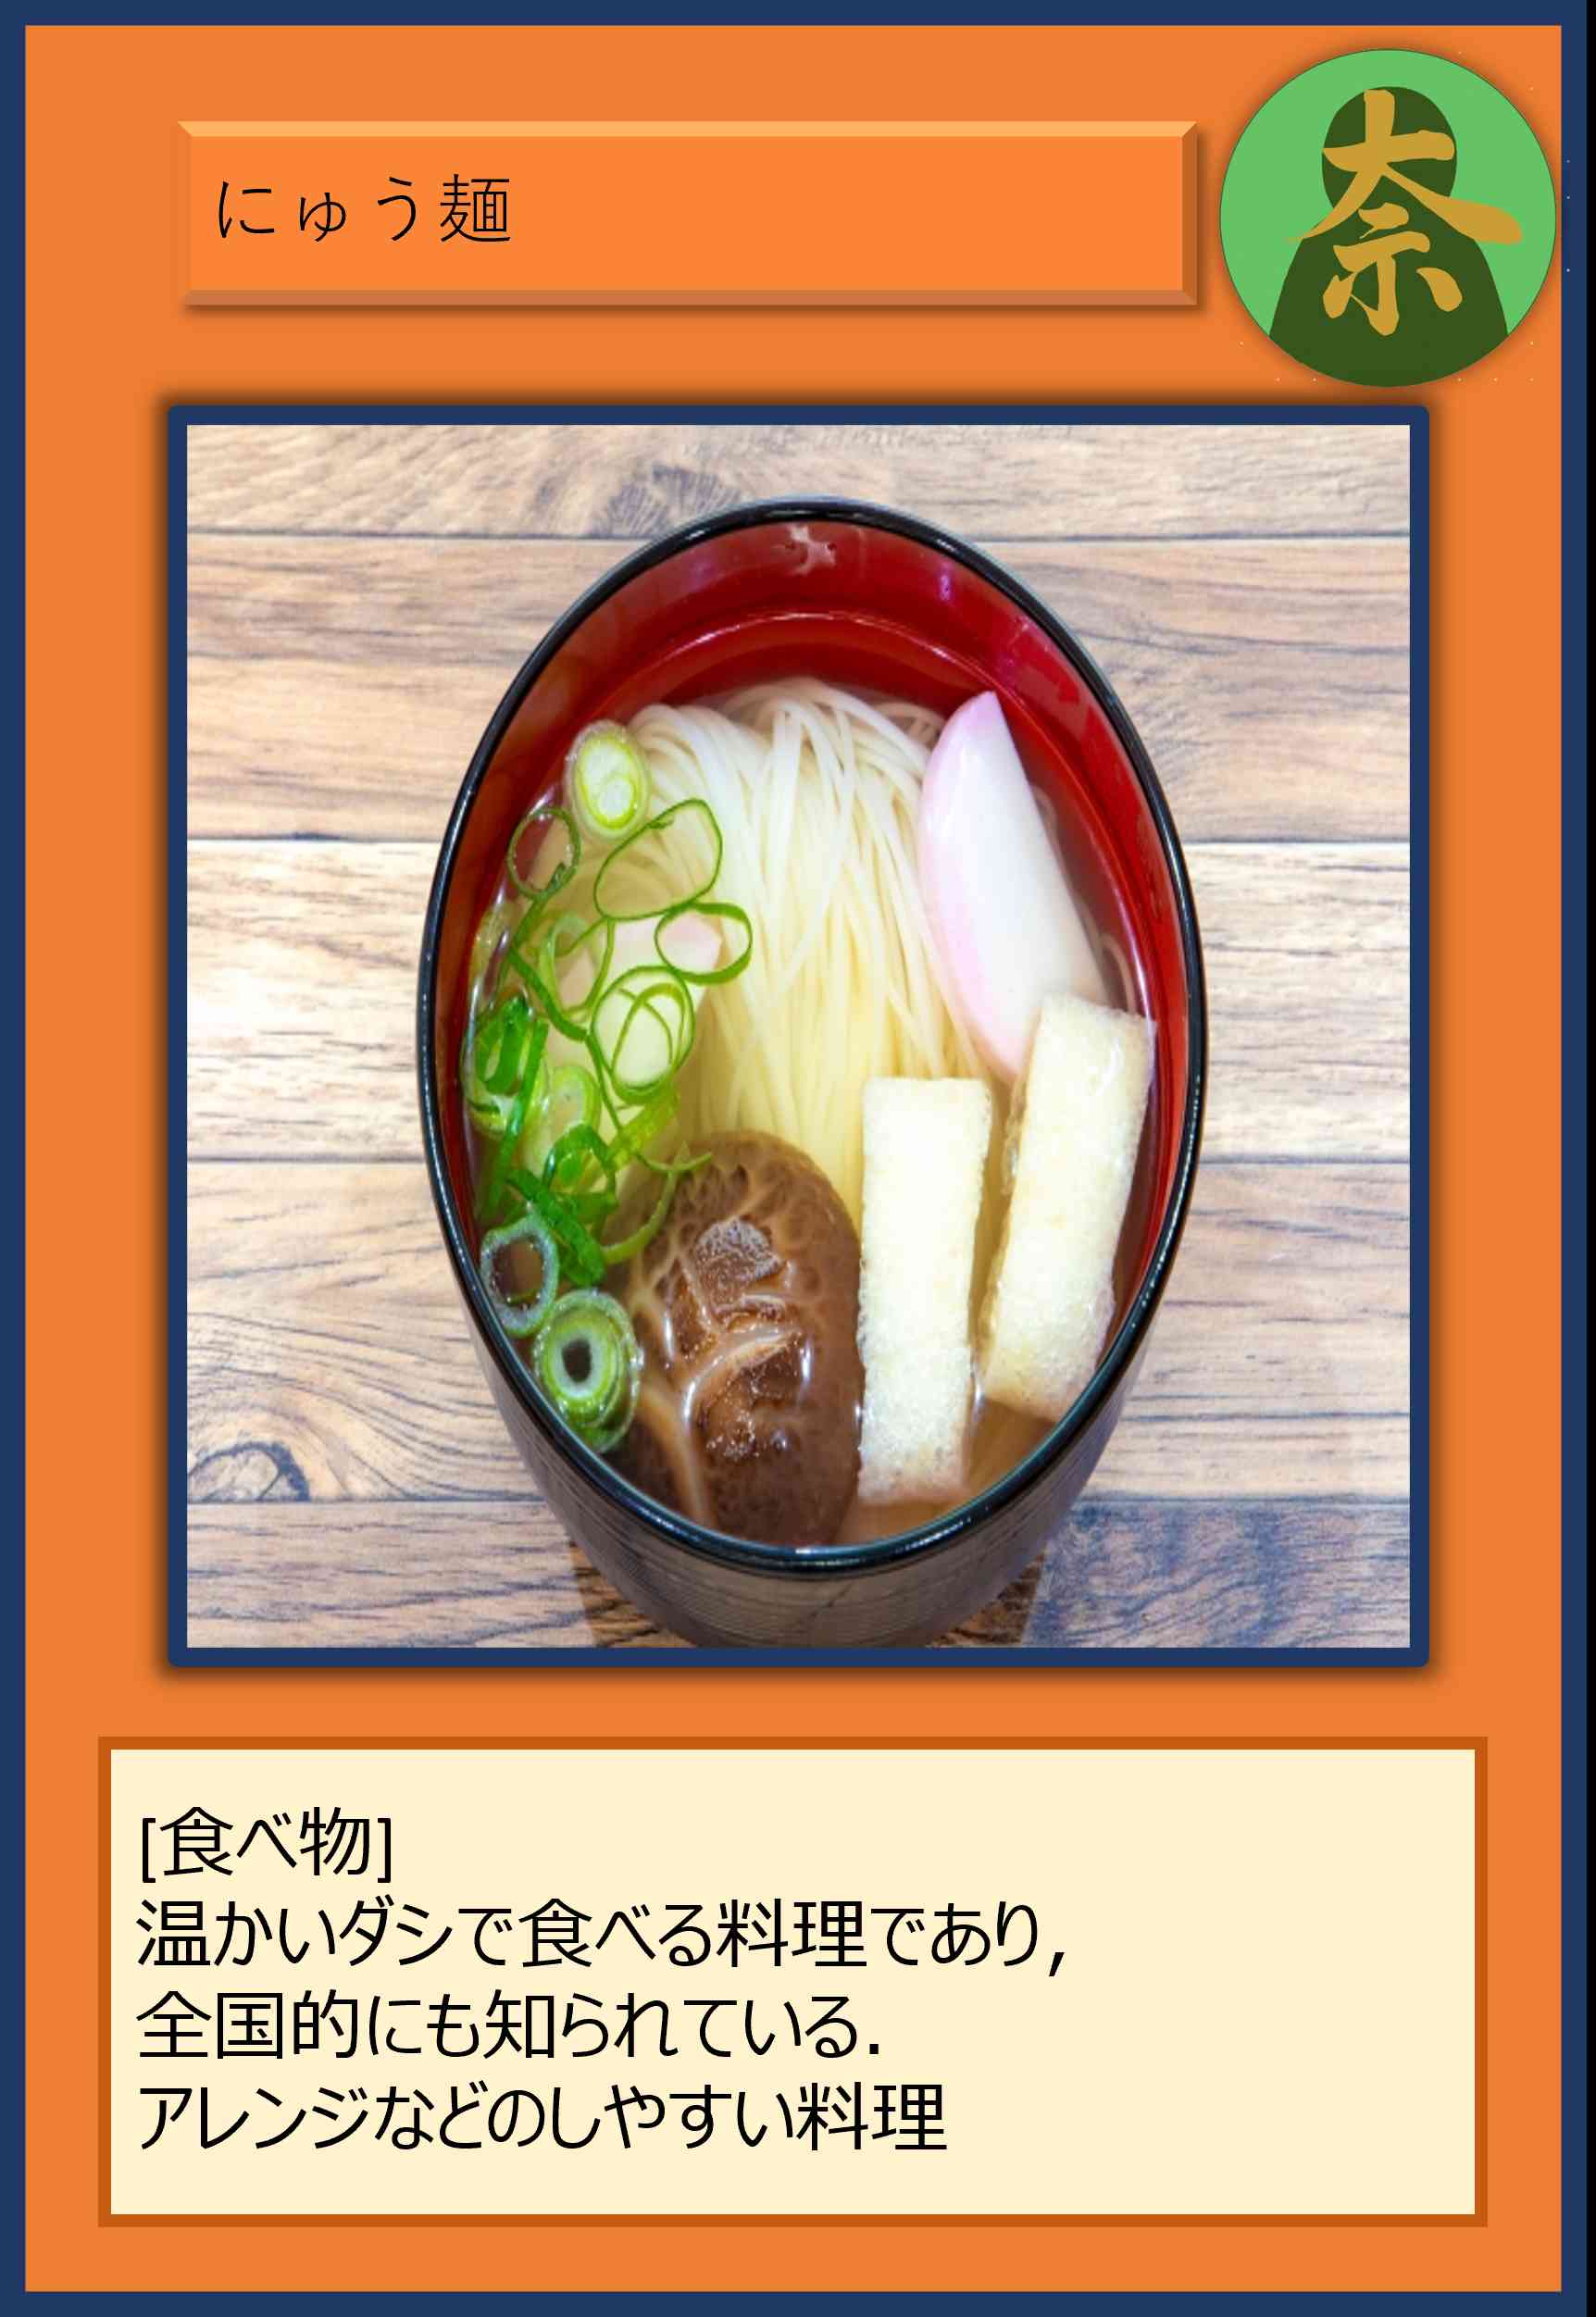 にゅう麺
奈
[食べ物]
温かいダシで食べる料理であり,
全国的にも知られている.
アレンジなどのしやすい料理